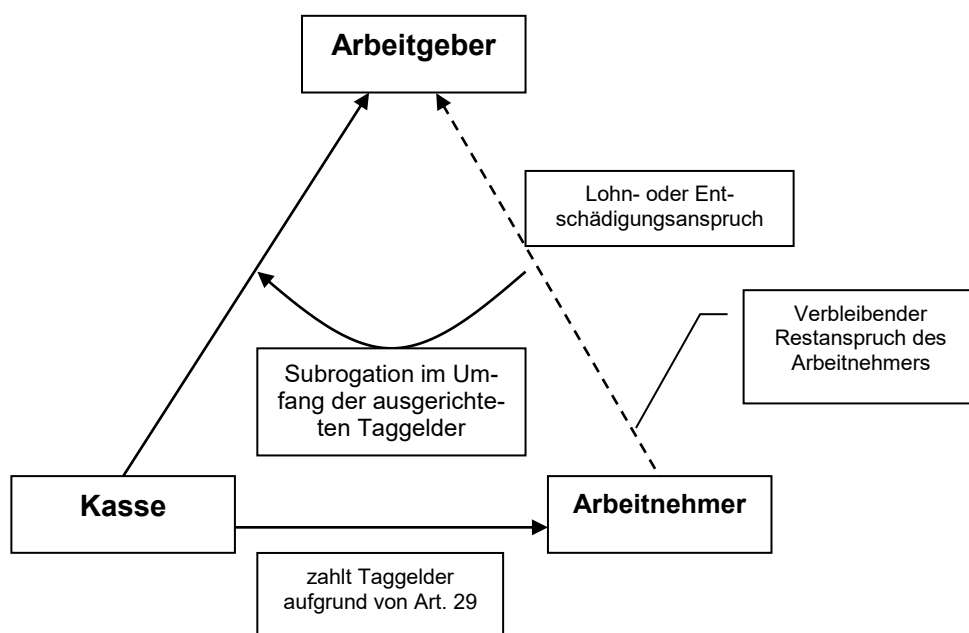 Arbeitgeber
Lohn- oder Ent-
schädigungsanspruch
Verbleibender
Restanspruch des
Arbeitnehmers
Subrogation im Um-
fang der ausgerichte-
ten Taggelder
Kasse
Arbeitnehmer
zahlt Taggelder
aufgrund von Art. 29